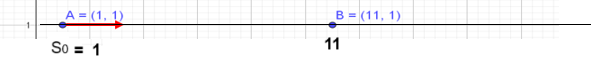 A = (1, 1) B = (11, 1)
1
S0 = 1 11